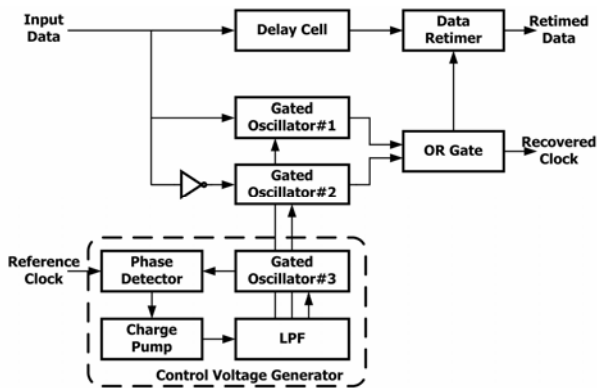 Input
Data
Delay Cell
Data
Retimer
Retimed
Data
Gated
Oscillator#1
OR Gate
Recovered
Clock
Gated
Oscillator#2
Reference
Clock
Phase
Detector
Gated
Oscillator#3
Charge
Pump
LPF
Control Voltage Generator